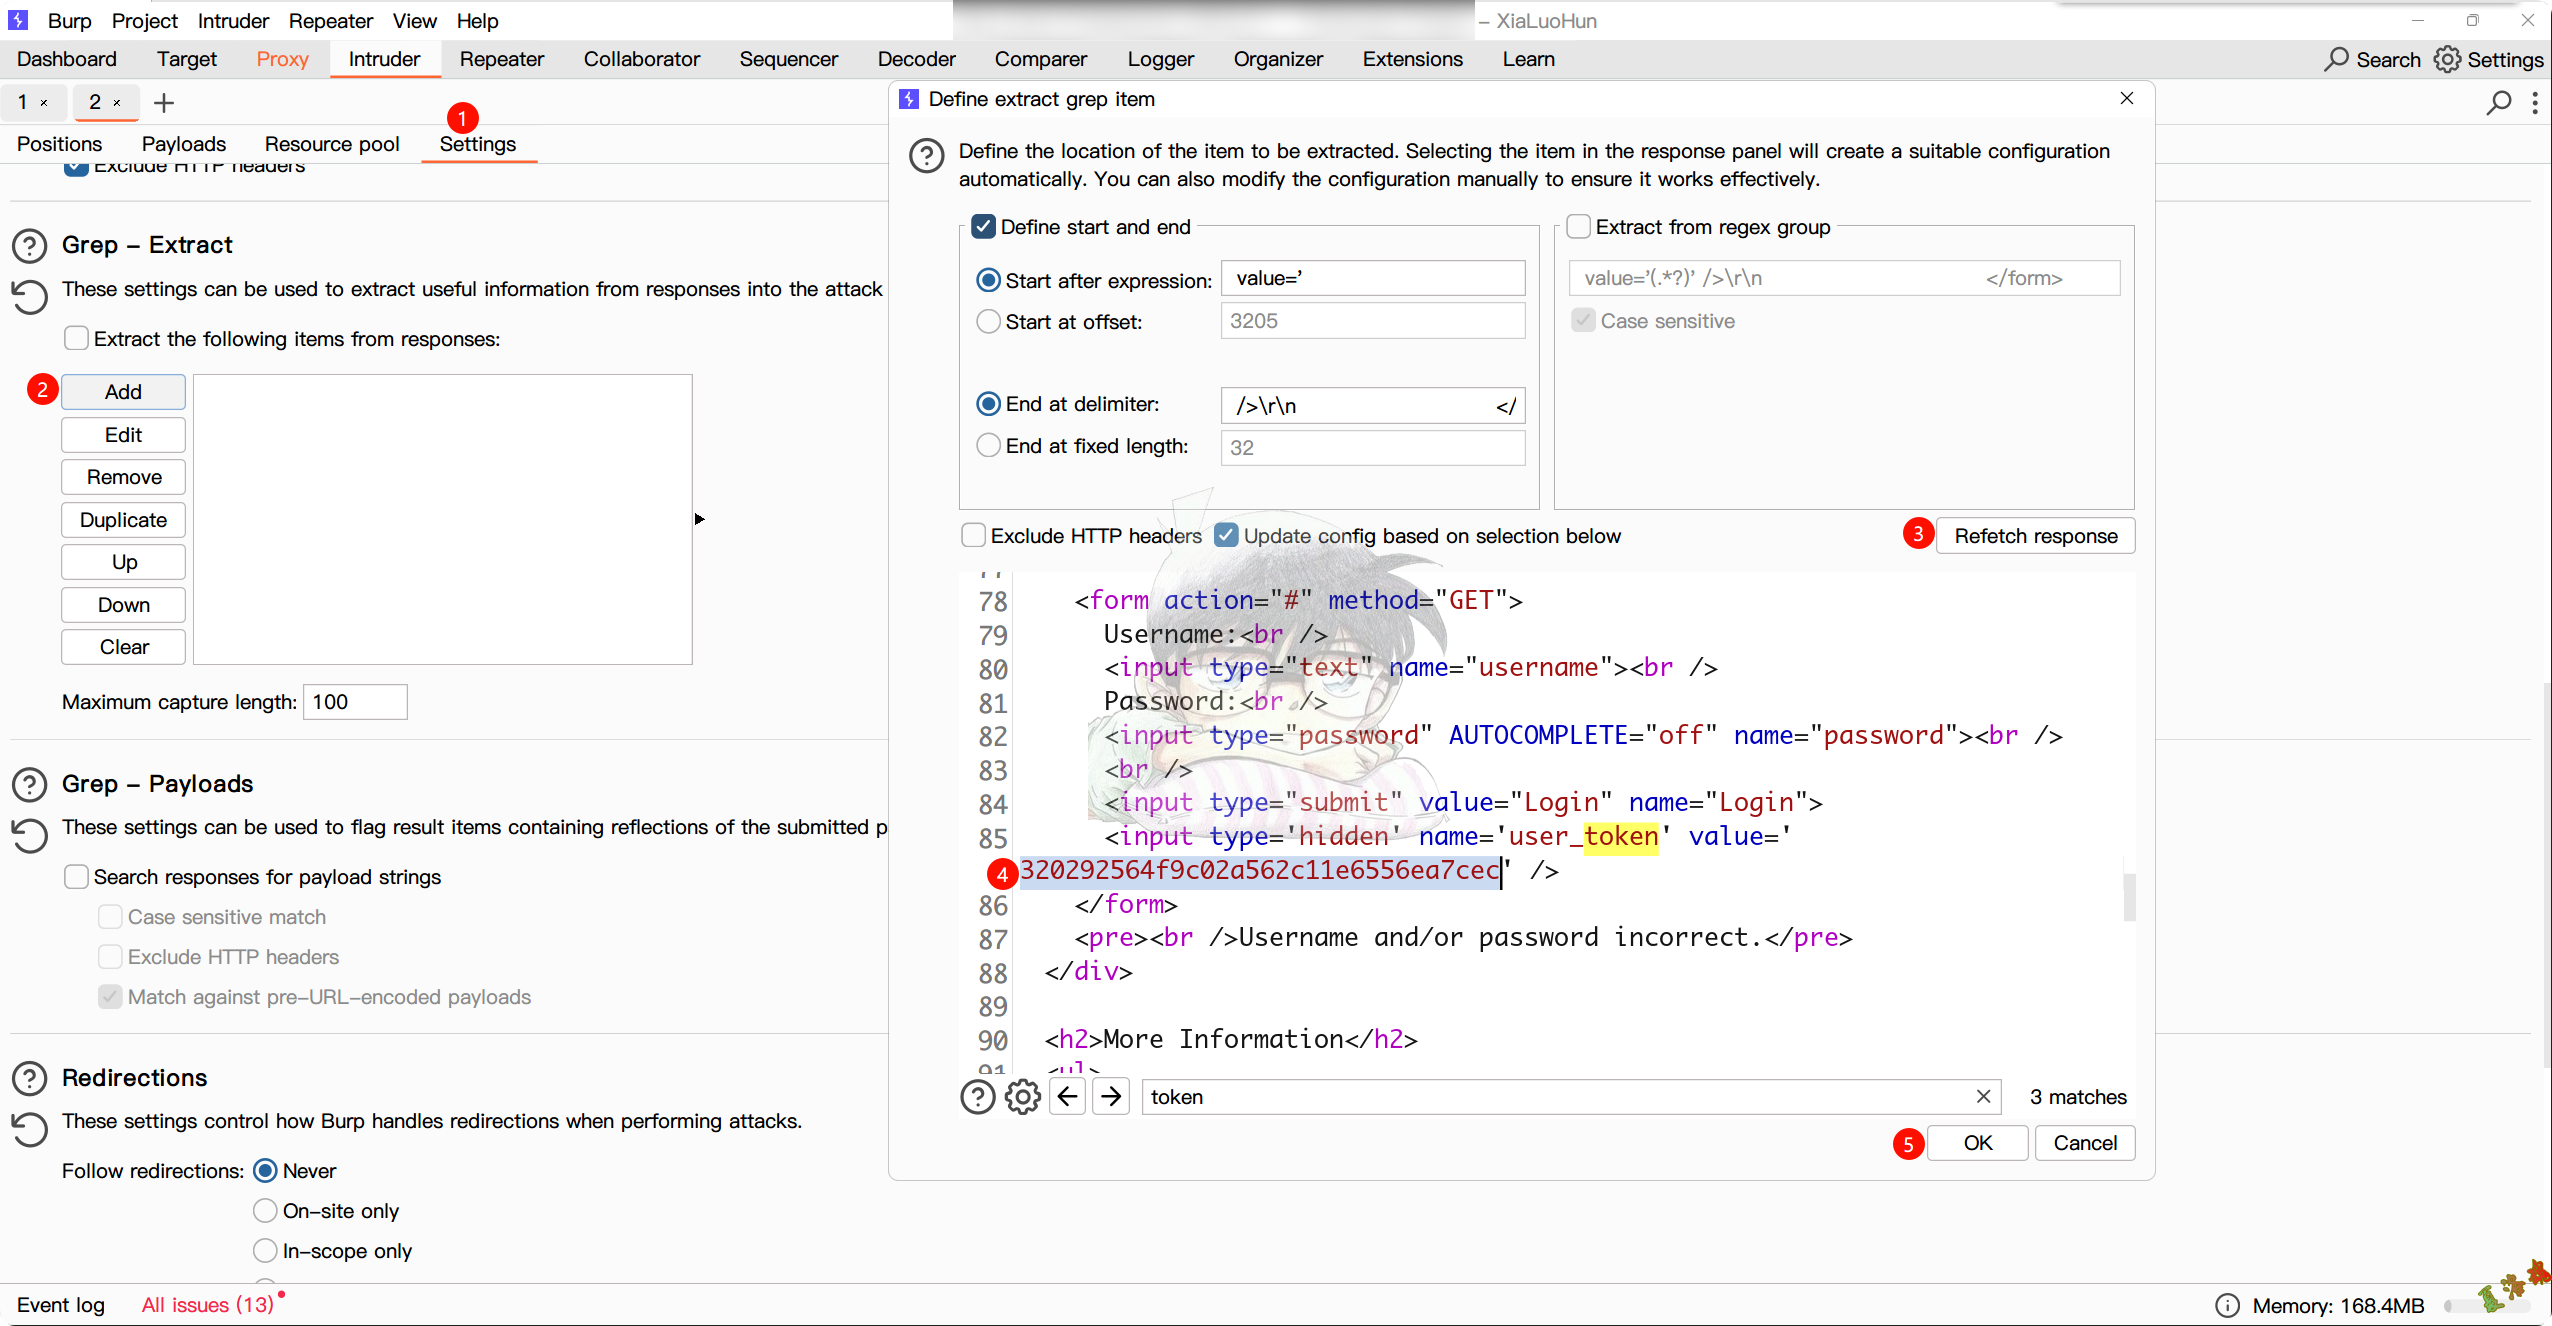 Burp Project Intruder Repeater View Help
– XiaLuoHun
Dashboard Target Proxy Intruder Repeater Collaborator Sequencer Decoder Comparer Logger Organizer Extensions Learn Search Settings
1 × 2 × +
1
Positions Payloads Resource pool Settings
Exclude HTTP headers
Grep – Extract
These settings can be used to extract useful information from responses into the attack
Extract the following items from responses:
2 Add
Edit
Remove
Duplicate
Up
Down
Clear
Maximum capture length: 100
Grep – Payloads
These settings can be used to flag result items containing reflections of the submitted p
Search responses for payload strings
Case sensitive match
Exclude HTTP headers
Match against pre-URL-encoded payloads
Redirections
These settings control how Burp handles redirections when performing attacks.
Follow redirections: Never
On-site only
In-scope only
Define extract grep item
Define the location of the item to be extracted. Selecting the item in the response panel will create a suitable configuration
automatically. You can also modify the configuration manually to ensure it works effectively.
Define start and end
Start after expression: value='
Start at offset: 3205
End at delimiter: />\r\n </
End at fixed length: 32
Extract from regex group
value='(.*?)' />\r\n </form>
Case sensitive
Exclude HTTP headers Update config based on selection below
3 Refetch response
77
78 <form action="#" method="GET">
79 Username:<br />
80 <input type="text" name="username"><br />
81 Password:<br />
82 <input type="password" AUTOCOMPLETE="off" name="password"><br />
83 <br />
84 <input type="submit" value="Login" name="Login">
85 <input type='hidden' name='user_token' value='
4 320292564f9c02a562c11e6556ea7cec' />
86 </form>
87 <pre><br />Username and/or password incorrect.</pre>
88 </div>
89
90 <h2>More Information</h2>
91 <ul>
token 3 matches
5 OK Cancel
Event log All issues (13) Memory: 168.4MB